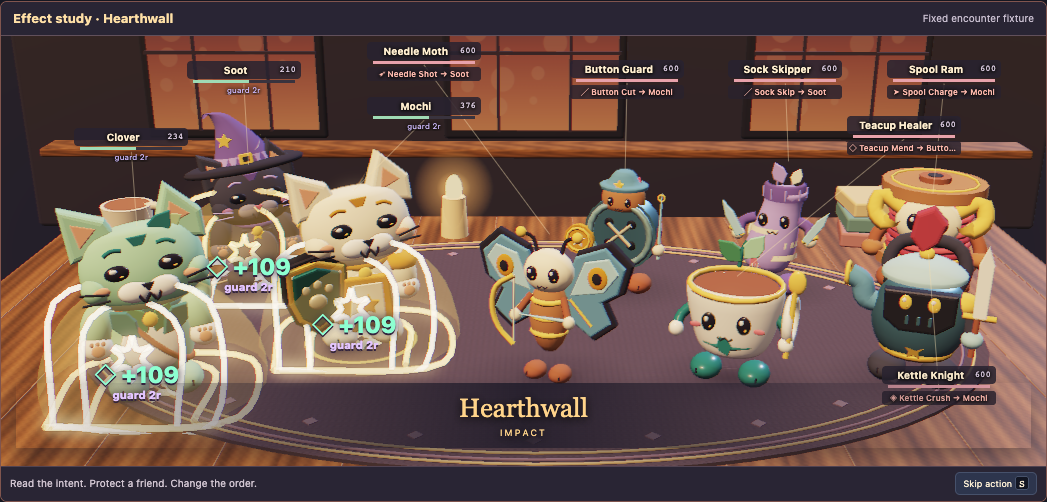 Effect study · Hearthwall
Fixed encounter fixture
Needle Moth 600
Needle Shot → Soot
Soot 210
guard 2r
Button Guard 600
Button Cut → Mochi
Sock Skipper 600
Sock Skip → Soot
Spool Ram 600
Spool Charge → Mochi
Mochi 376
guard 2r
Teacup Healer 600
Teacup Mend → Butto...
Clover 234
guard 2r
+109
guard 2r
+109
guard 2r
+109
guard 2r
Kettle Knight 600
Kettle Crush → Mochi
Hearthwall
IMPACT
Read the intent. Protect a friend. Change the order.
Skip action S